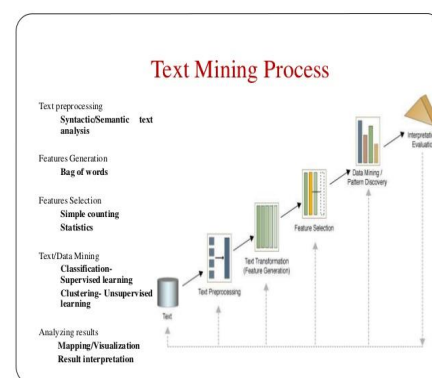 Text Mining Process
Text preprocessing
Syntactic/Semantic text
analysis
Features Generation
Bag of words
Features Selection
Simple counting
Statistics
Text/Data Mining
Classification-
Supervised learning
Clustering- Unsupervised
learning
Analyzing results
Mapping/Visualization
Result interpretation
Text
Text Preprocessing
Text Transformation
(Feature Generation)
Feature Selection
Data Mining /
Pattern Discovery